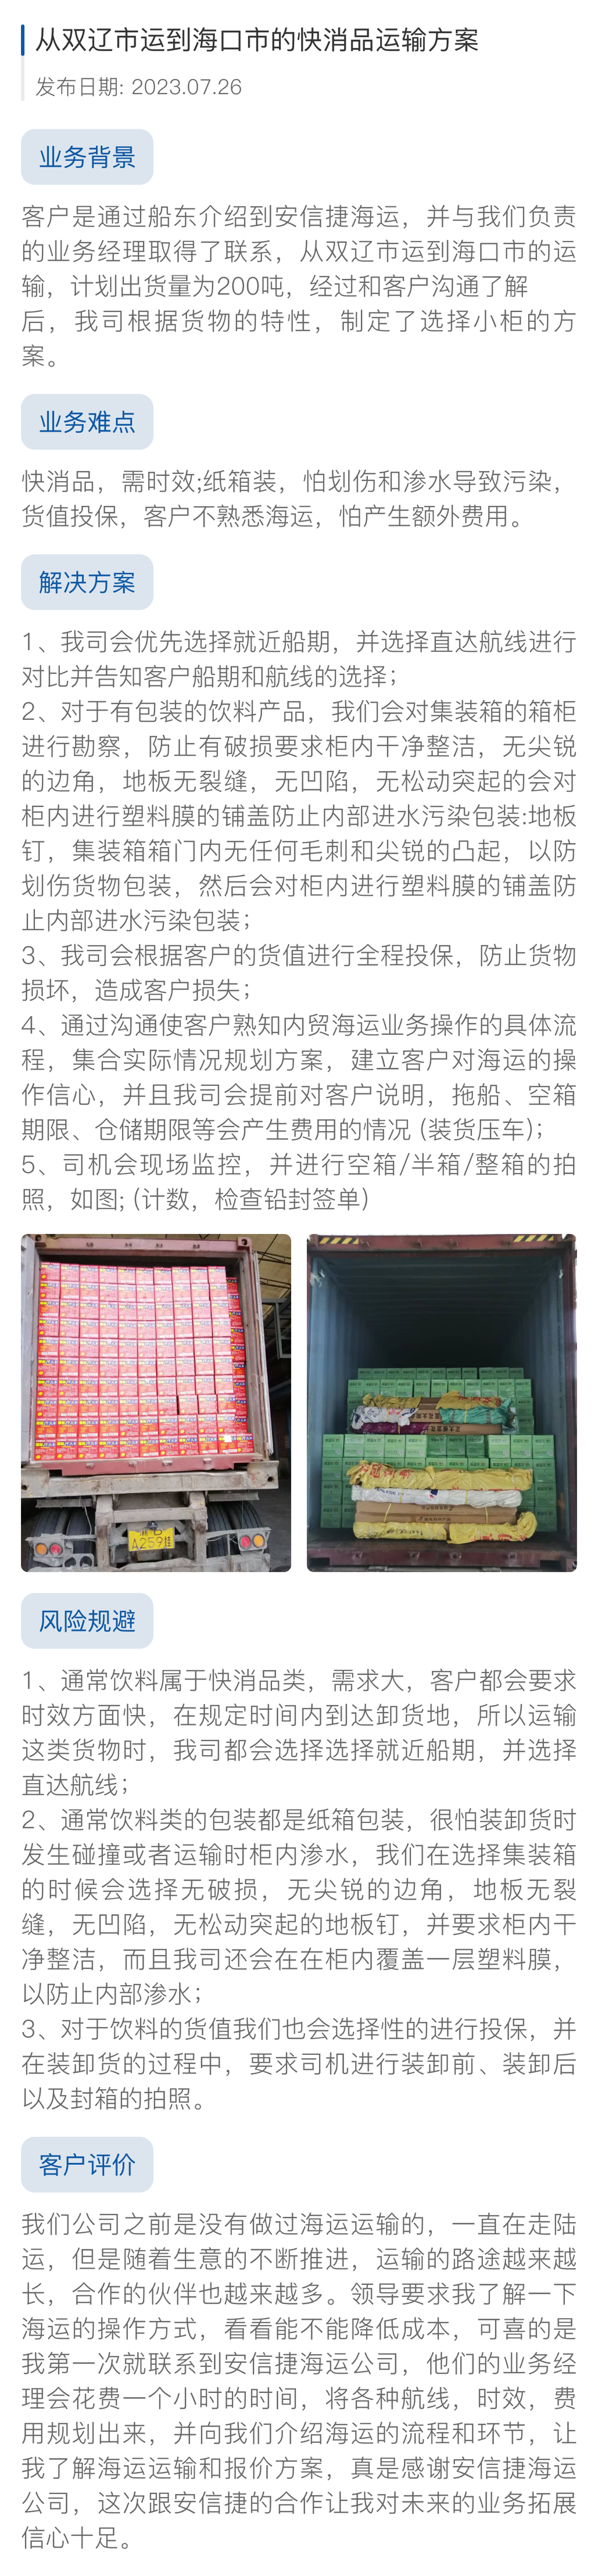 从双辽市运到海口市的快消品运输方案
发布日期: 2023.07.26
业务背景
客户是通过船东介绍到安信捷海运，并与我们负责
的业务经理取得了联系，从双辽市运到海口市的运
输，计划出货量为200吨，经过和客户沟通了解
后，我司根据货物的特性，制定了选择小柜的方
案。
业务难点
快消品，需时效;纸箱装，怕划伤和渗水导致污染，
货值投保，客户不熟悉海运，怕产生额外费用。
解决方案
1、我司会优先选择就近船期，并选择直达航线进行
对比并告知客户船期和航线的选择；
2、对于有包装的饮料产品，我们会对集装箱的箱柜
进行勘察，防止有破损要求柜内干净整洁，无尖锐
的边角，地板无裂缝，无凹陷，无松动突起的会对
柜内进行塑料膜的铺盖防止内部进水污染包装:地板
钉，集装箱箱门内无任何毛刺和尖锐的凸起，以防
划伤货物包装，然后会对柜内进行塑料膜的铺盖防
止内部进水污染包装；
3、我司会根据客户的货值进行全程投保，防止货物
损坏，造成客户损失；
4、通过沟通使客户熟知内贸海运业务操作的具体流
程，集合实际情况规划方案，建立客户对海运的操
作信心，并且我司会提前对客户说明，拖船、空箱
期限、仓储期限等会产生费用的情况 (装货压车)；
5、司机会现场监控，并进行空箱/半箱/整箱的拍
照，如图; (计数，检查铅封签单)
A259挂
风险规避
1、通常饮料属于快消品类，需求大，客户都会要求
时效方面快，在规定时间内到达卸货地，所以运输
这类货物时，我司都会选择选择就近船期，并选择
直达航线；
2、通常饮料类的包装都是纸箱包装，很怕装卸货时
发生碰撞或者运输时柜内渗水，我们在选择集装箱
的时候会选择无破损，无尖锐的边角，地板无裂
缝，无凹陷，无松动突起的地板钉，并要求柜内干
净整洁，而且我司还会在在柜内覆盖一层塑料膜，
以防止内部渗水；
3、对于饮料的货值我们也会选择性的进行投保，并
在装卸货的过程中，要求司机进行装卸前、装卸后
以及封箱的拍照。
客户评价
我们公司之前是没有做过海运运输的，一直在走陆
运，但是随着生意的不断推进，运输的路途越来越
长，合作的伙伴也越来越多。领导要求我了解一下
海运的操作方式，看看能不能降低成本，可喜的是
我第一次就联系到安信捷海运公司，他们的业务经
理会花费一个小时的时间，将各种航线，时效，费
用规划出来，并向我们介绍海运的流程和环节，让
我了解海运运输和报价方案，真是感谢安信捷海运
公司，这次跟安信捷的合作让我对未来的业务拓展
信心十足。